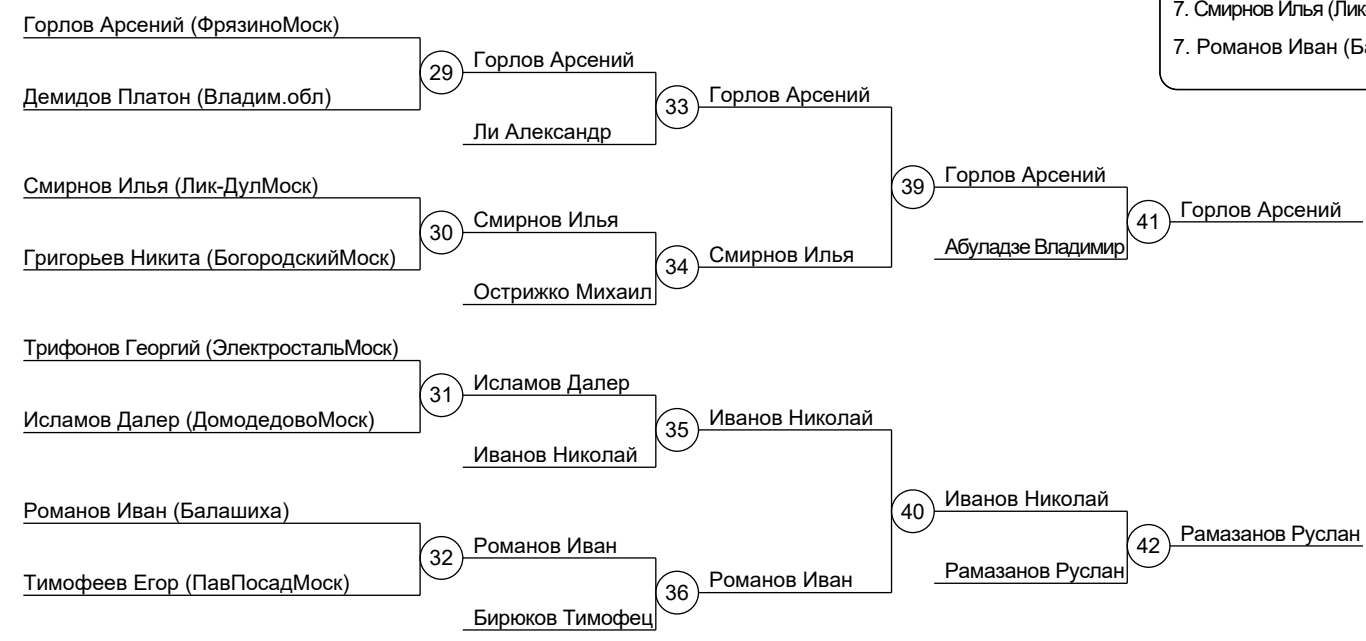 7. Смирнов Илья (Лик
7. Романов Иван (Ба
Горлов Арсений (ФрязиноМоск)
29
Горлов Арсений
Демидов Платон (Владим.обл)
33
Горлов Арсений
Ли Александр
Смирнов Илья (Лик-ДулМоск)
39
Горлов Арсений
30
Смирнов Илья
41
Горлов Арсений
Григорьев Никита (БогородскийМоск)
34
Смирнов Илья
Абуладзе Владимир
Острижко Михаил
Трифонов Георгий (ЭлектростальМоск)
31
Исламов Далер
Исламов Далер (ДомодедовоМоск)
35
Иванов Николай
Иванов Николай
Романов Иван (Балашиха)
40
Иванов Николай
32
Романов Иван
42
Рамазанов Руслан
Тимофеев Егор (ПавПосадМоск)
36
Романов Иван
Рамазанов Руслан
Бирюков Тимофец